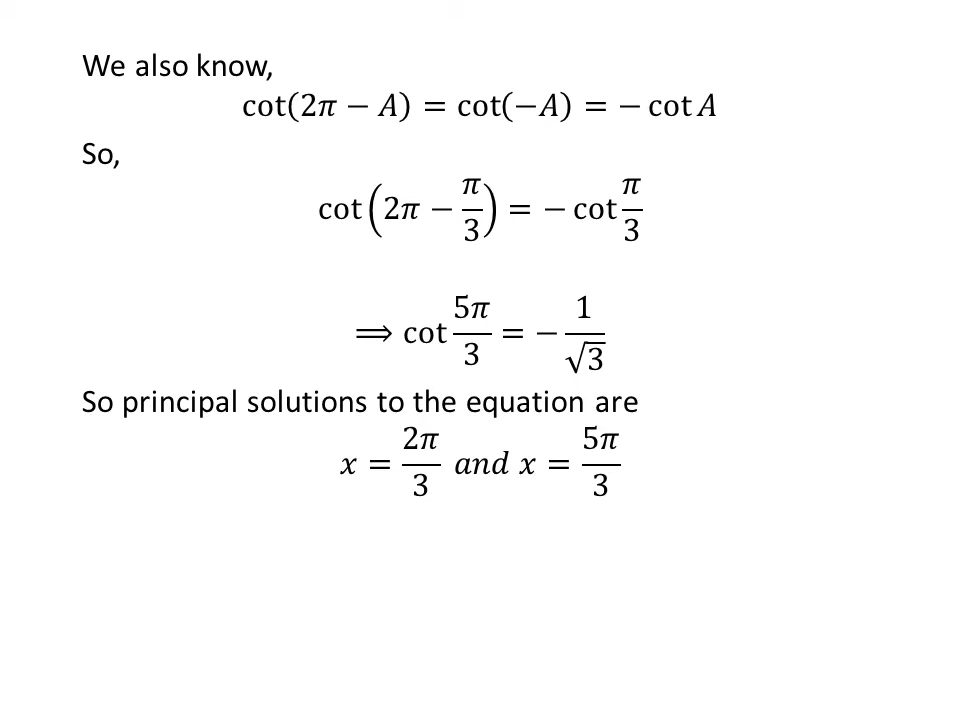 We also know,
cot(2π − A) = cot(−A) = − cot A
So,
cot(2π − π/3) = − cot π/3
⟹ cot 5π/3 = − 1/√3
So principal solutions to the equation are
x = 2π/3 and x = 5π/3